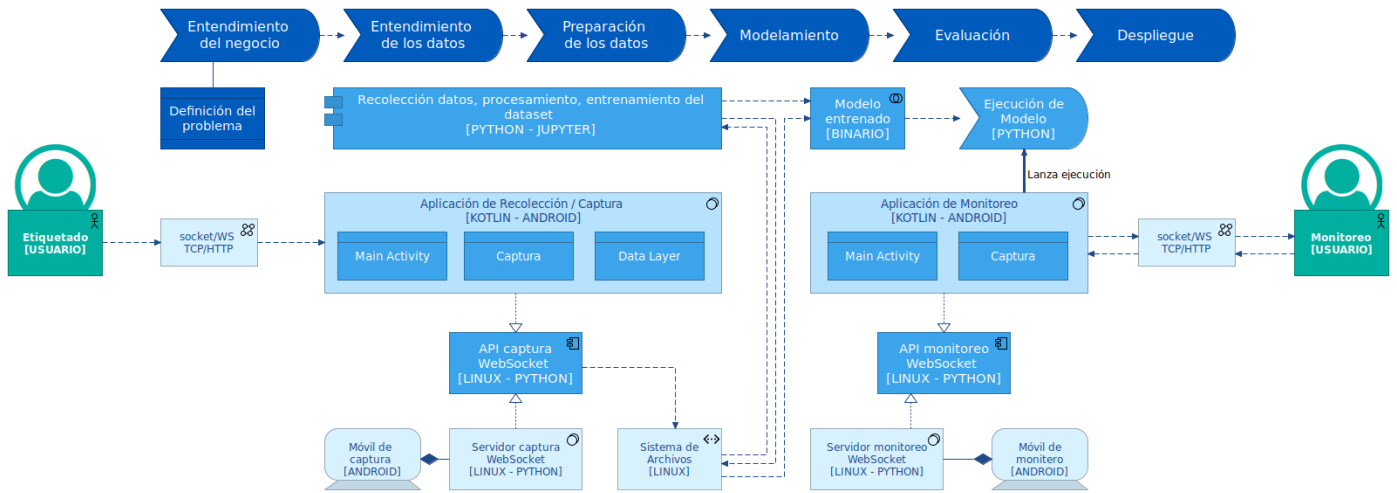 Entendimiento
del negocio
Entendimiento
de los datos
Preparación
de los datos
Modelamiento
Evaluación
Despliegue
Definición del
problema
Recolección datos, procesamiento, entrenamiento del
dataset
[PYTHON - JUPYTER]
Modelo
entrenado
[BINARIO]
Ejecución de
Modelo
[PYTHON]
Lanza ejecución
Etiquetado
[USUARIO]
socket/WS
TCP/HTTP
Aplicación de Recolección / Captura
[KOTLIN - ANDROID]
Main Activity
Captura
Data Layer
Aplicación de Monitoreo
[KOTLIN - ANDROID]
Main Activity
Captura
socket/WS
TCP/HTTP
Monitoreo
[USUARIO]
API captura
WebSocket
[LINUX - PYTHON]
API monitoreo
WebSocket
[LINUX - PYTHON]
Móvil de
captura
[ANDROID]
Servidor captura
WebSocket
[LINUX - PYTHON]
Sistema de
Archivos
[LINUX]
Servidor monitoreo
WebSocket
[LINUX - PYTHON]
Móvil de
monitero
[ANDROID]